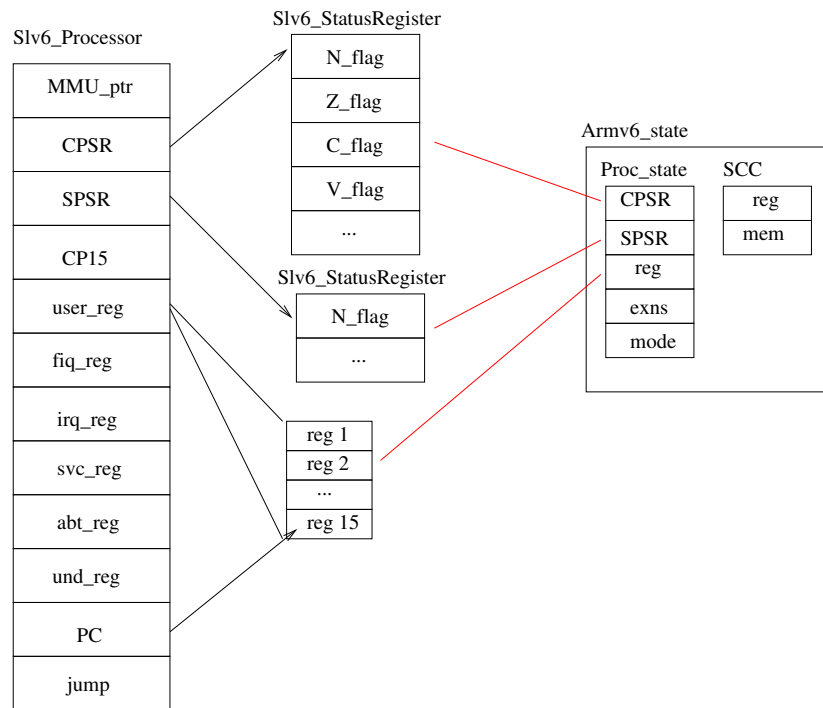 Slv6_Processor
MMU_ptr
CPSR
SPSR
CP15
user_reg
fiq_reg
irq_reg
svc_reg
abt_reg
und_reg
PC
jump
Slv6_StatusRegister
N_flag
Z_flag
C_flag
V_flag
...
Slv6_StatusRegister
N_flag
...
reg 1
reg 2
...
reg 15
Armv6_state
Proc_state
CPSR
SPSR
reg
exns
mode
SCC
reg
mem